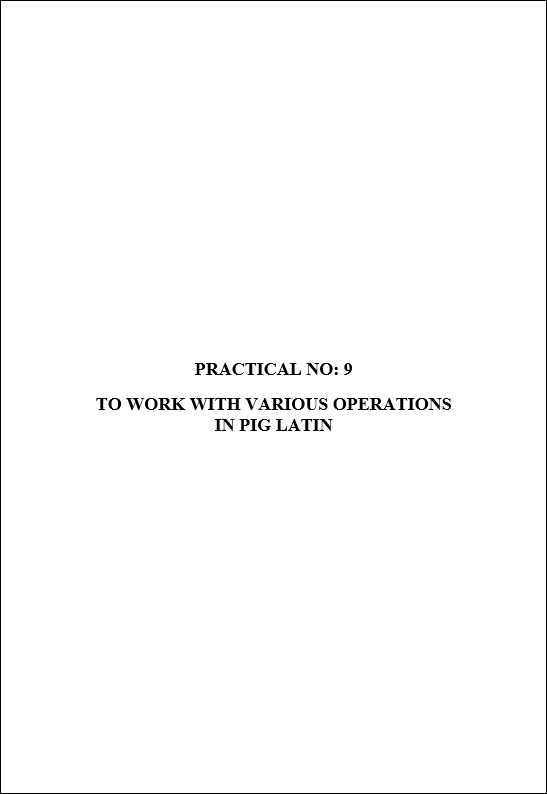 PRACTICAL NO: 9
TO WORK WITH VARIOUS OPERATIONS
IN PIG LATIN